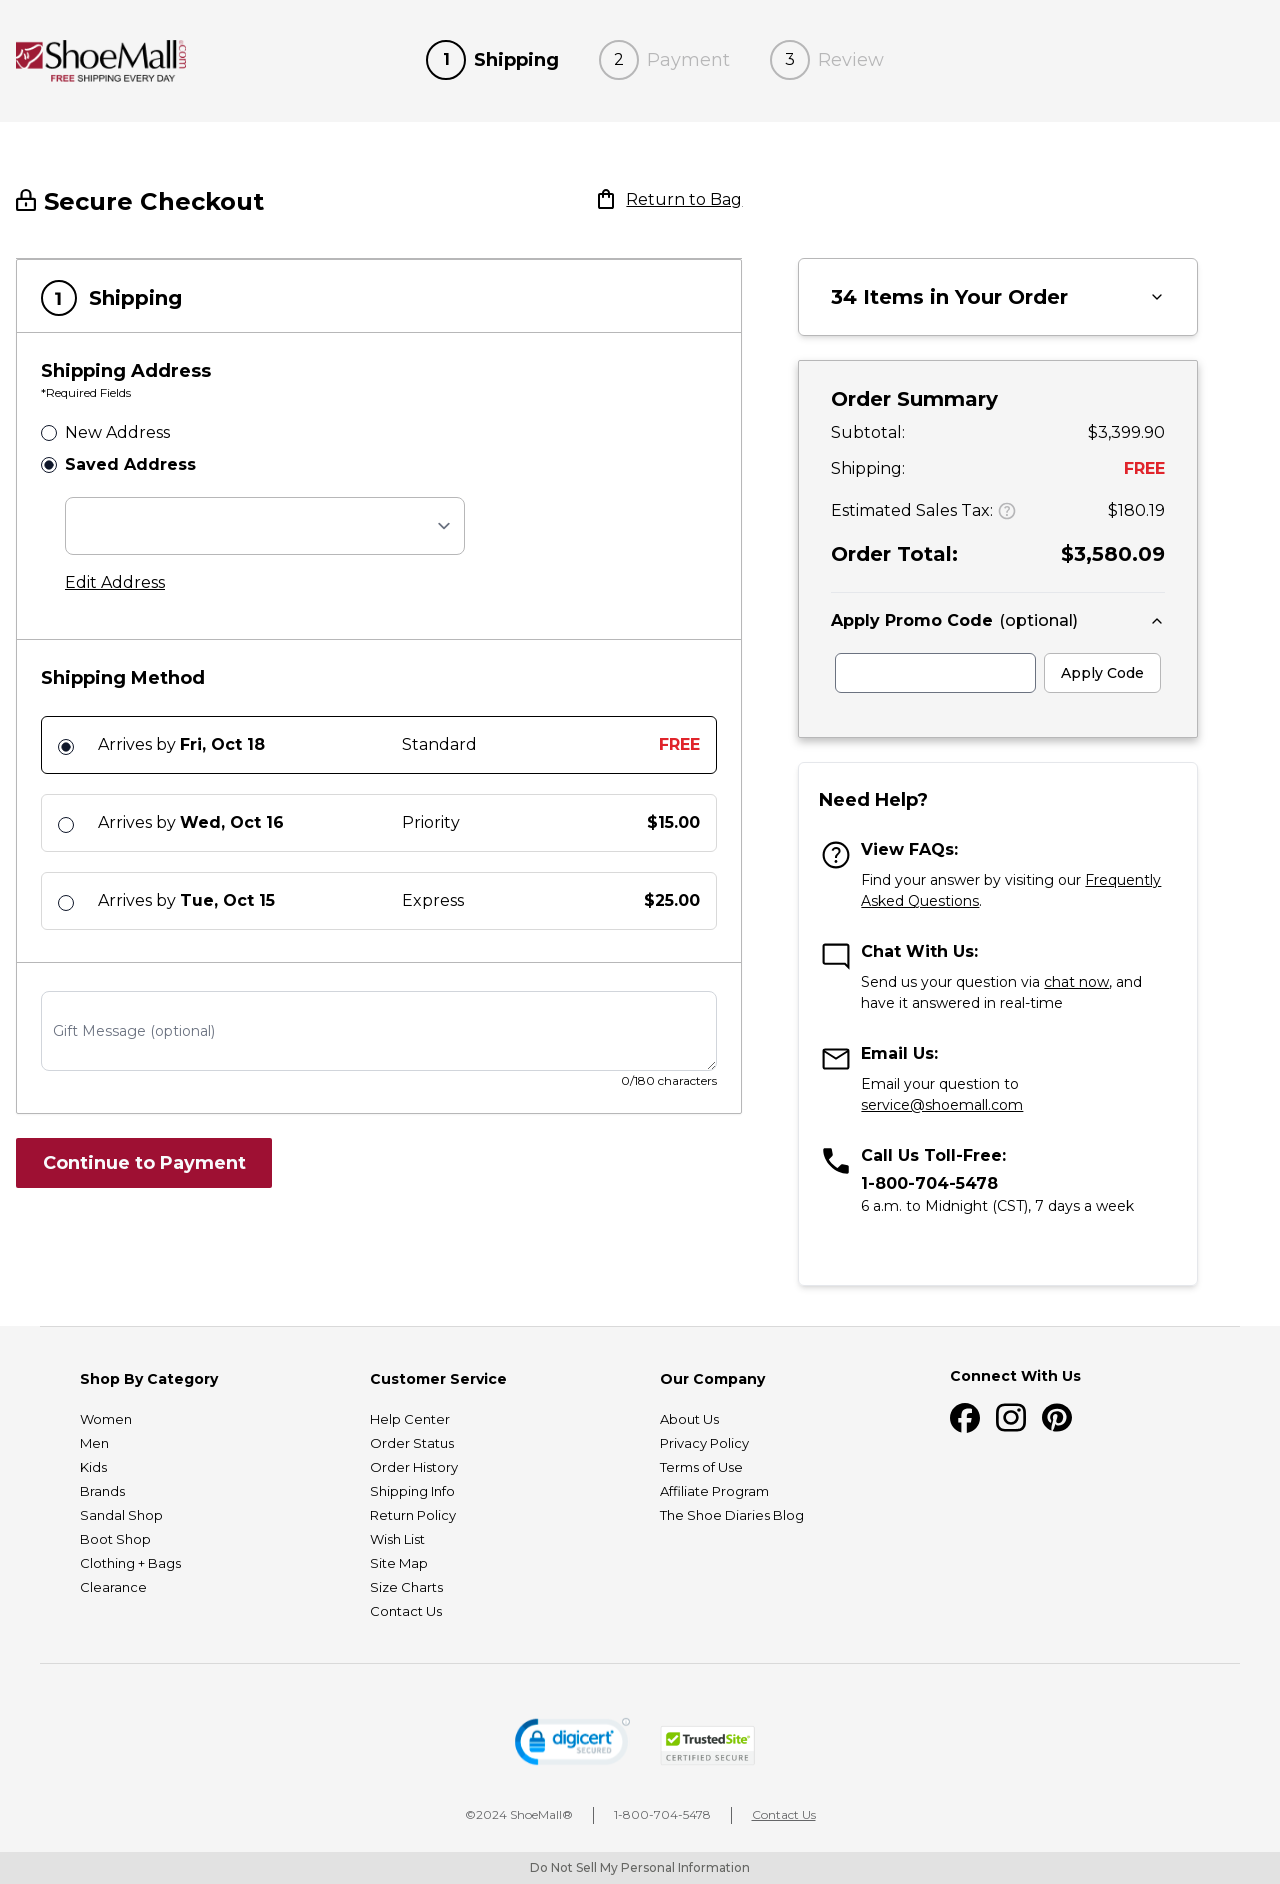 ShoeMall.com
FREE SHIPPING EVERY DAY
1 Shipping
2 Payment
3 Review
Secure Checkout
Return to Bag
1 Shipping
Shipping Address
*Required Fields
New Address
Saved Address
Edit Address
Shipping Method
Arrives by Fri, Oct 18 Standard FREE
Arrives by Wed, Oct 16 Priority $15.00
Arrives by Tue, Oct 15 Express $25.00
Gift Message (optional)
0/180 characters
Continue to Payment
34 Items in Your Order
Order Summary
Subtotal: $3,399.90
Shipping: FREE
Estimated Sales Tax: ? $180.19
Order Total: $3,580.09
Apply Promo Code (optional)
Apply Code
Need Help?
View FAQs:
Find your answer by visiting our Frequently
Asked Questions.
Chat With Us:
Send us your question via chat now, and
have it answered in real-time
Email Us:
Email your question to
service@shoemall.com
Call Us Toll-Free:
1-800-704-5478
6 a.m. to Midnight (CST), 7 days a week
Shop By Category
Women
Men
Kids
Brands
Sandal Shop
Boot Shop
Clothing + Bags
Clearance
Customer Service
Help Center
Order Status
Order History
Shipping Info
Return Policy
Wish List
Site Map
Size Charts
Contact Us
Our Company
About Us
Privacy Policy
Terms of Use
Affiliate Program
The Shoe Diaries Blog
Connect With Us
digicert
SECURED
TrustedSite
CERTIFIED SECURE
©2024 ShoeMall®
1-800-704-5478
Contact Us
Do Not Sell My Personal Information